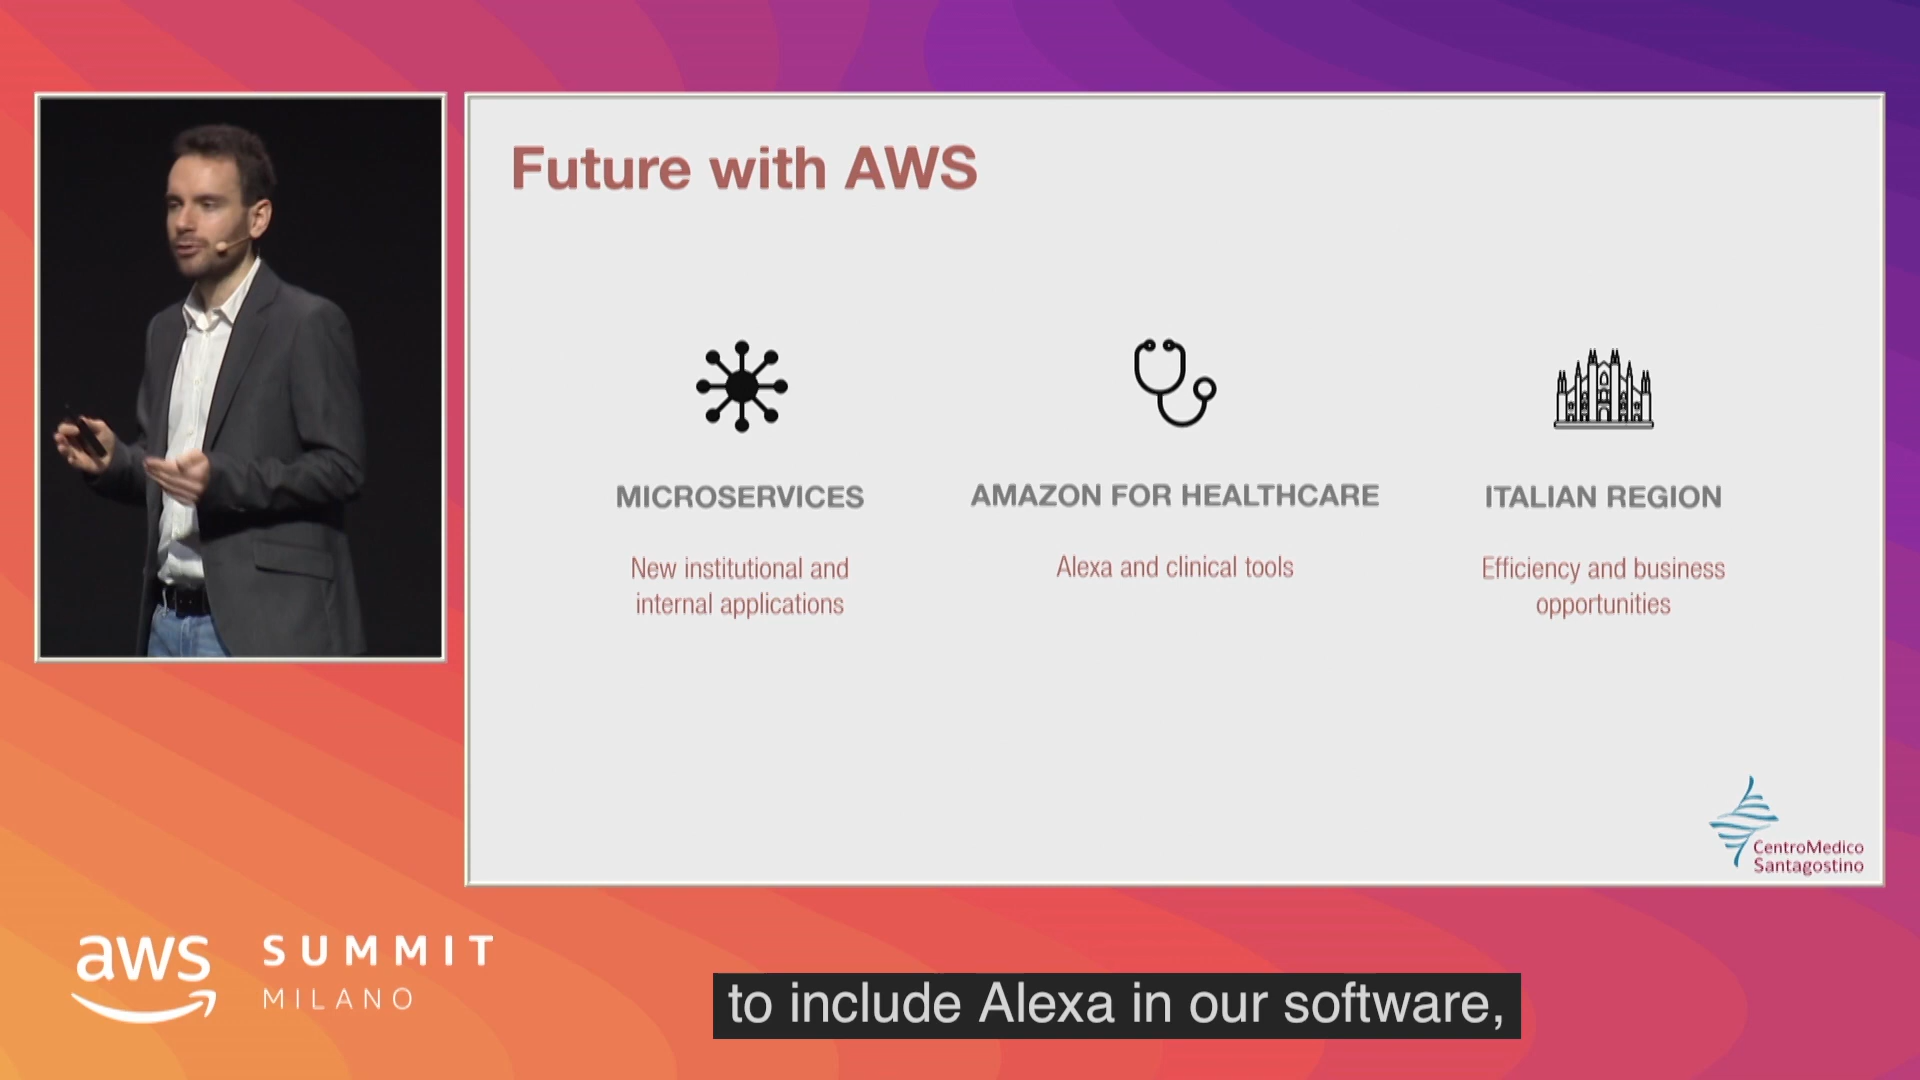 Future with AWS
MICROSERVICES
New institutional and
internal applications
AMAZON FOR HEALTHCARE
Alexa and clinical tools
ITALIAN REGION
Efficiency and business
opportunities
CentroMedico
Santagostino
aws
SUMMIT
MILANO
to include Alexa in our software,